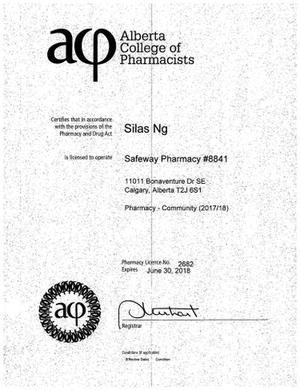 acp
Alberta
College of
Pharmacists
Certifies that in accordance
with the provisions of the
Pharmacy and Drug Act
Silas Ng
is licensed to operate
Safeway Pharmacy #8841
11011 Bonaventure Dr SE
Calgary, Alberta T2J 6S1
Pharmacy - Community (2017/18)
Pharmacy Licence No. 2682
Expires June 30, 2018
acp
Registrar
Conditions (if applicable)
Effective Dates Condition